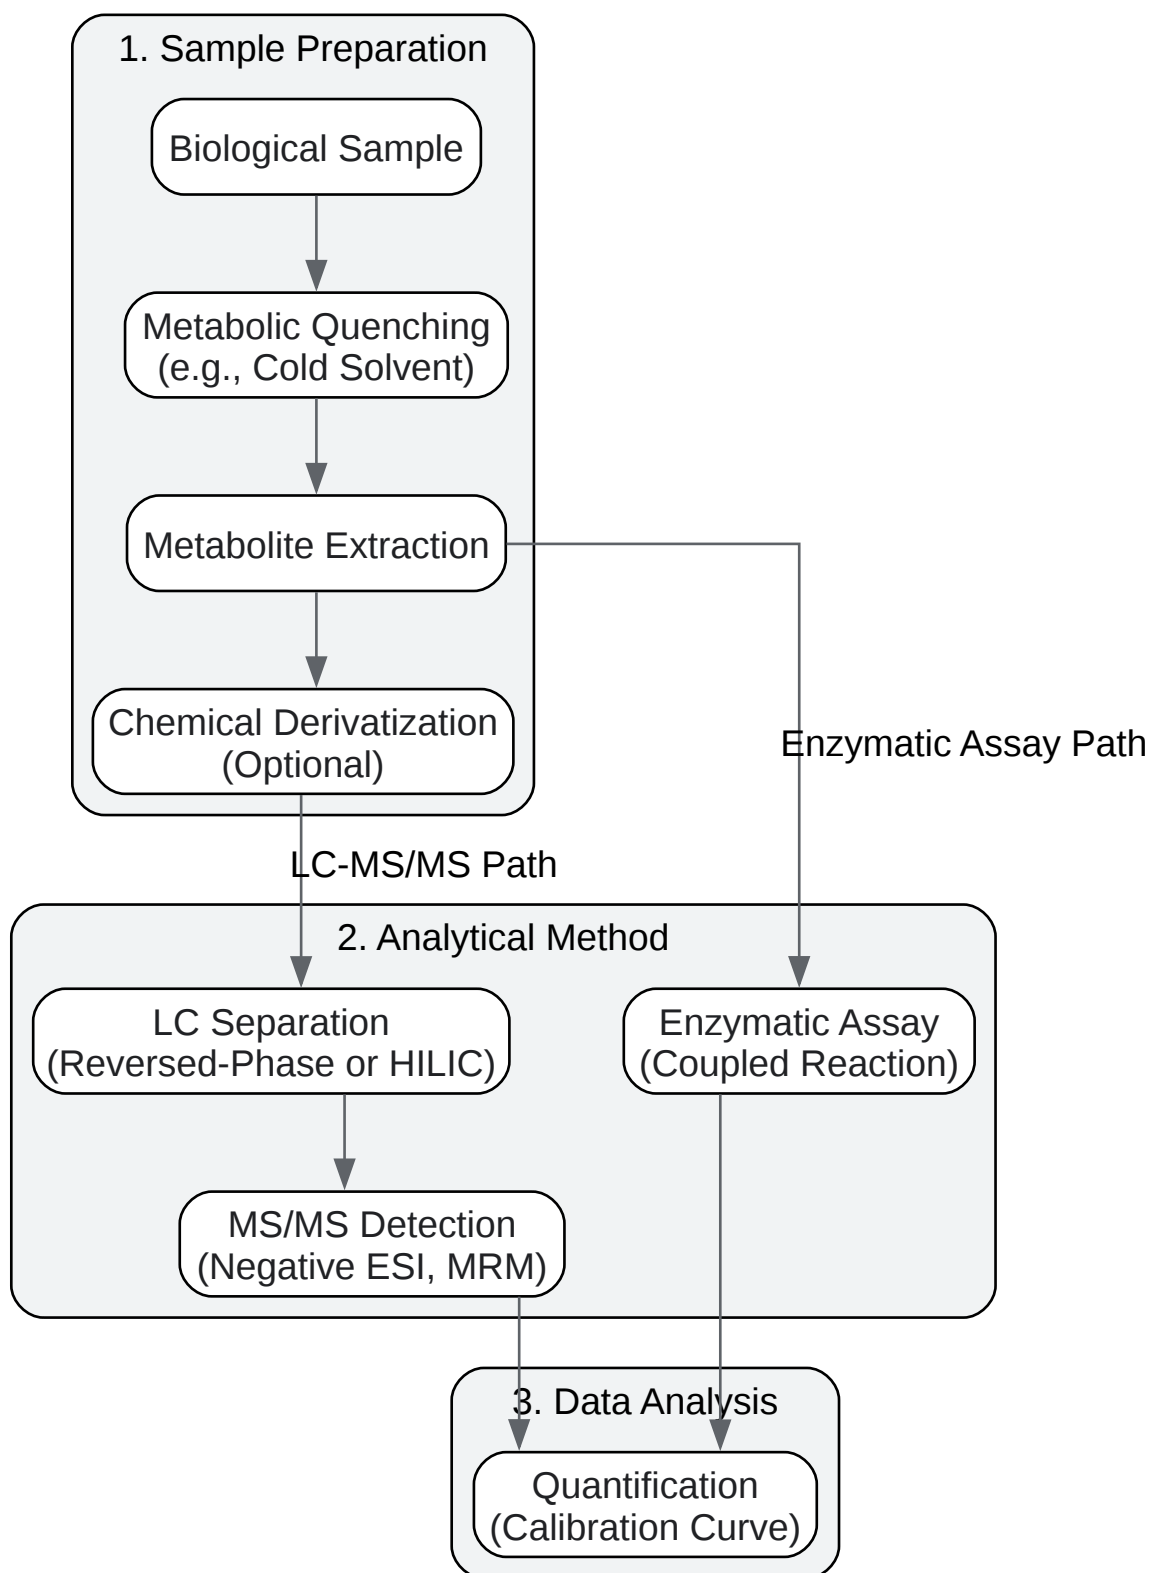 1. Sample Preparation
Biological Sample
Metabolic Quenching
(e.g., Cold Solvent)
Metabolite Extraction
Chemical Derivatization
(Optional)
Enzymatic Assay Path
LC-MS/MS Path
2. Analytical Method
LC Separation
(Reversed-Phase or HILIC)
Enzymatic Assay
(Coupled Reaction)
MS/MS Detection
(Negative ESI, MRM)
3. Data Analysis
Quantification
(Calibration Curve)